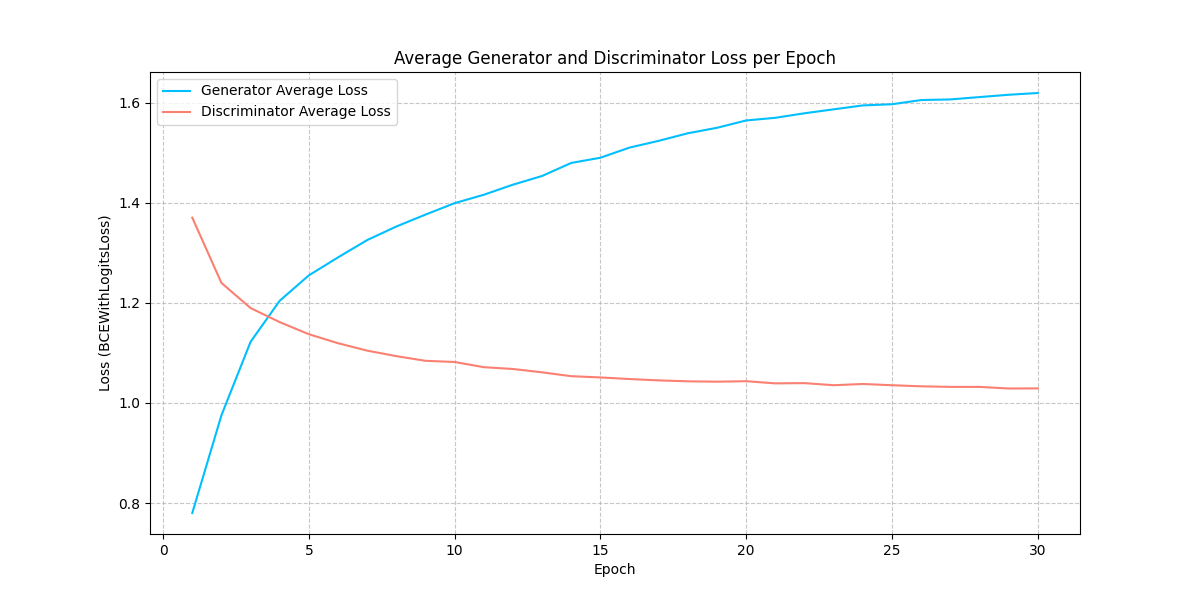 Average Generator and Discriminator Loss per Epoch
Generator Average Loss
Discriminator Average Loss
Loss (BCEWithLogitsLoss)
1.6
1.4
1.2
1.0
0.8
0 5 10 15 20 25 30
Epoch